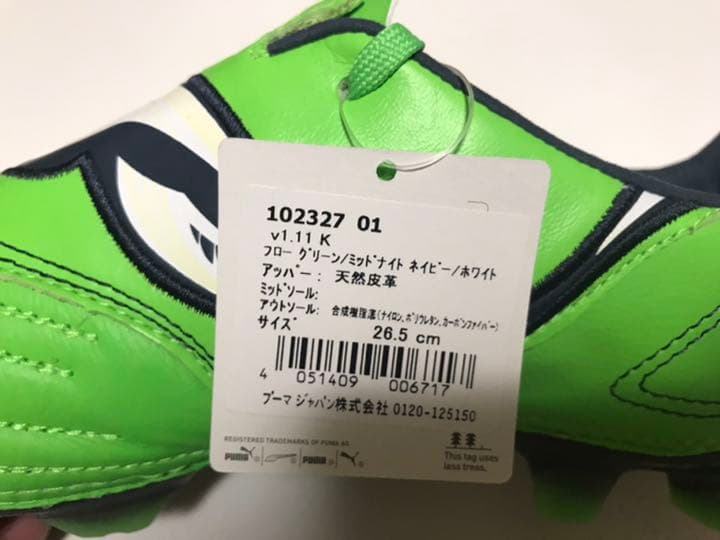 102327 01
v1.11 K
フロー グリーン/ミッドナイト ネイビー/ホワイト
アッパー: 天然皮革
ミッドソール:
アウトソール: 合成樹脂底(ナイロン、ポリウレタン、カーボンファイバー)
サイズ
26.5 cm
4 051409 006717
プーマ ジャパン株式会社 0120-125150
REGISTERED TRADEMARKS OF PUMA AG
PUMA® ® PUMA® ®
This tag uses
less trees.